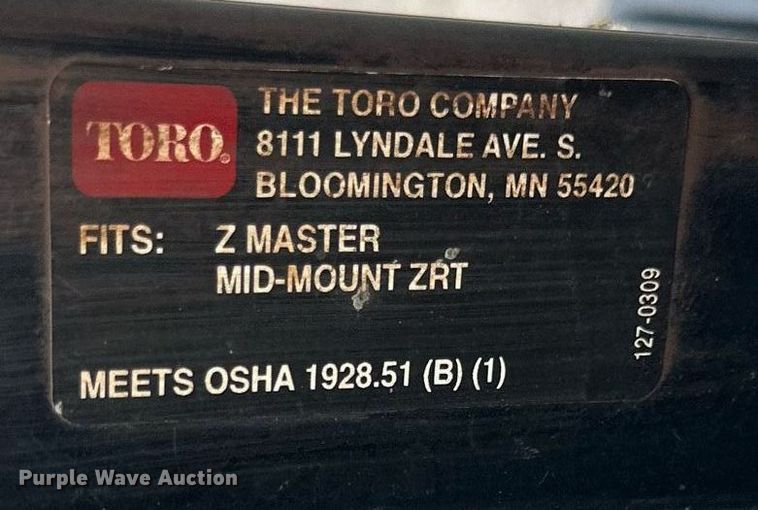 TORO®
THE TORO COMPANY
8111 LYNDALE AVE. S.
BLOOMINGTON, MN 55420
FITS: Z MASTER
MID-MOUNT ZRT
127-0309
MEETS OSHA 1928.51 (B) (1)
Purple Wave Auction